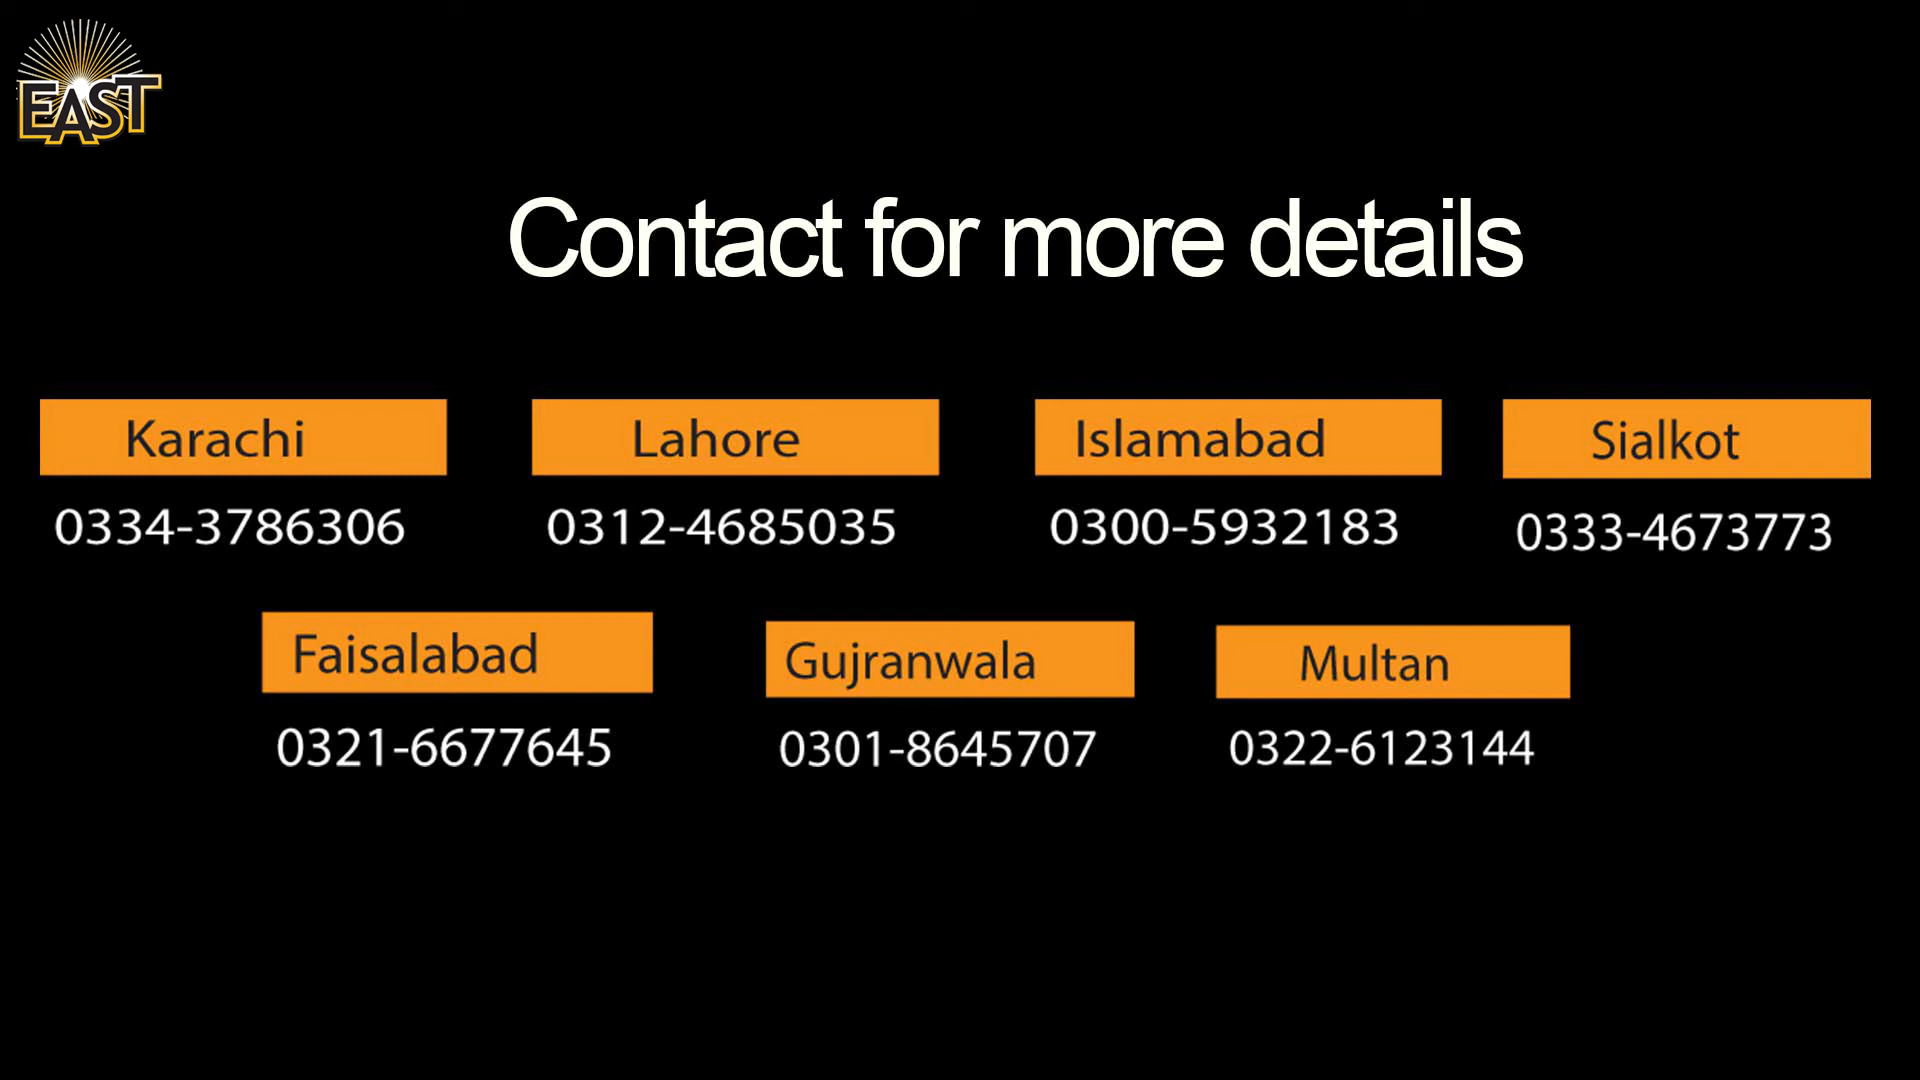 EAST
Contact for more details
Karachi
Lahore
Islamabad
Sialkot
0334-3786306
0312-4685035
0300-5932183
0333-4673773
Faisalabad
Gujranwala
Multan
0321-6677645
0301-8645707
0322-6123144